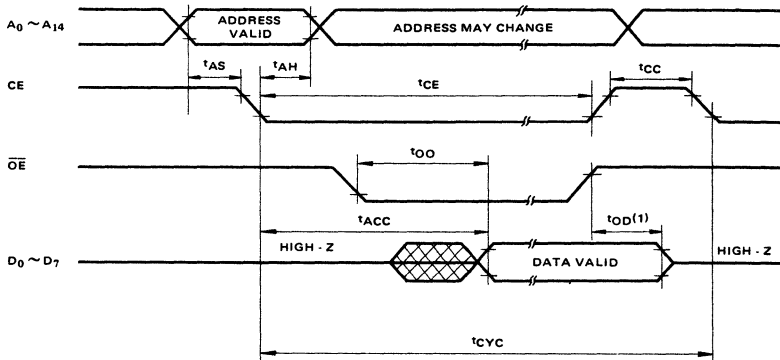 A₀ ~ A₁₄
ADDRESS VALID
ADDRESS MAY CHANGE
tAS
tAH
tCC
CE
tCE
O̅E̅
tOO
tACC
tOD(1)
D₀ ~ D₇
HIGH - Z
DATA VALID
HIGH - Z
tCYC